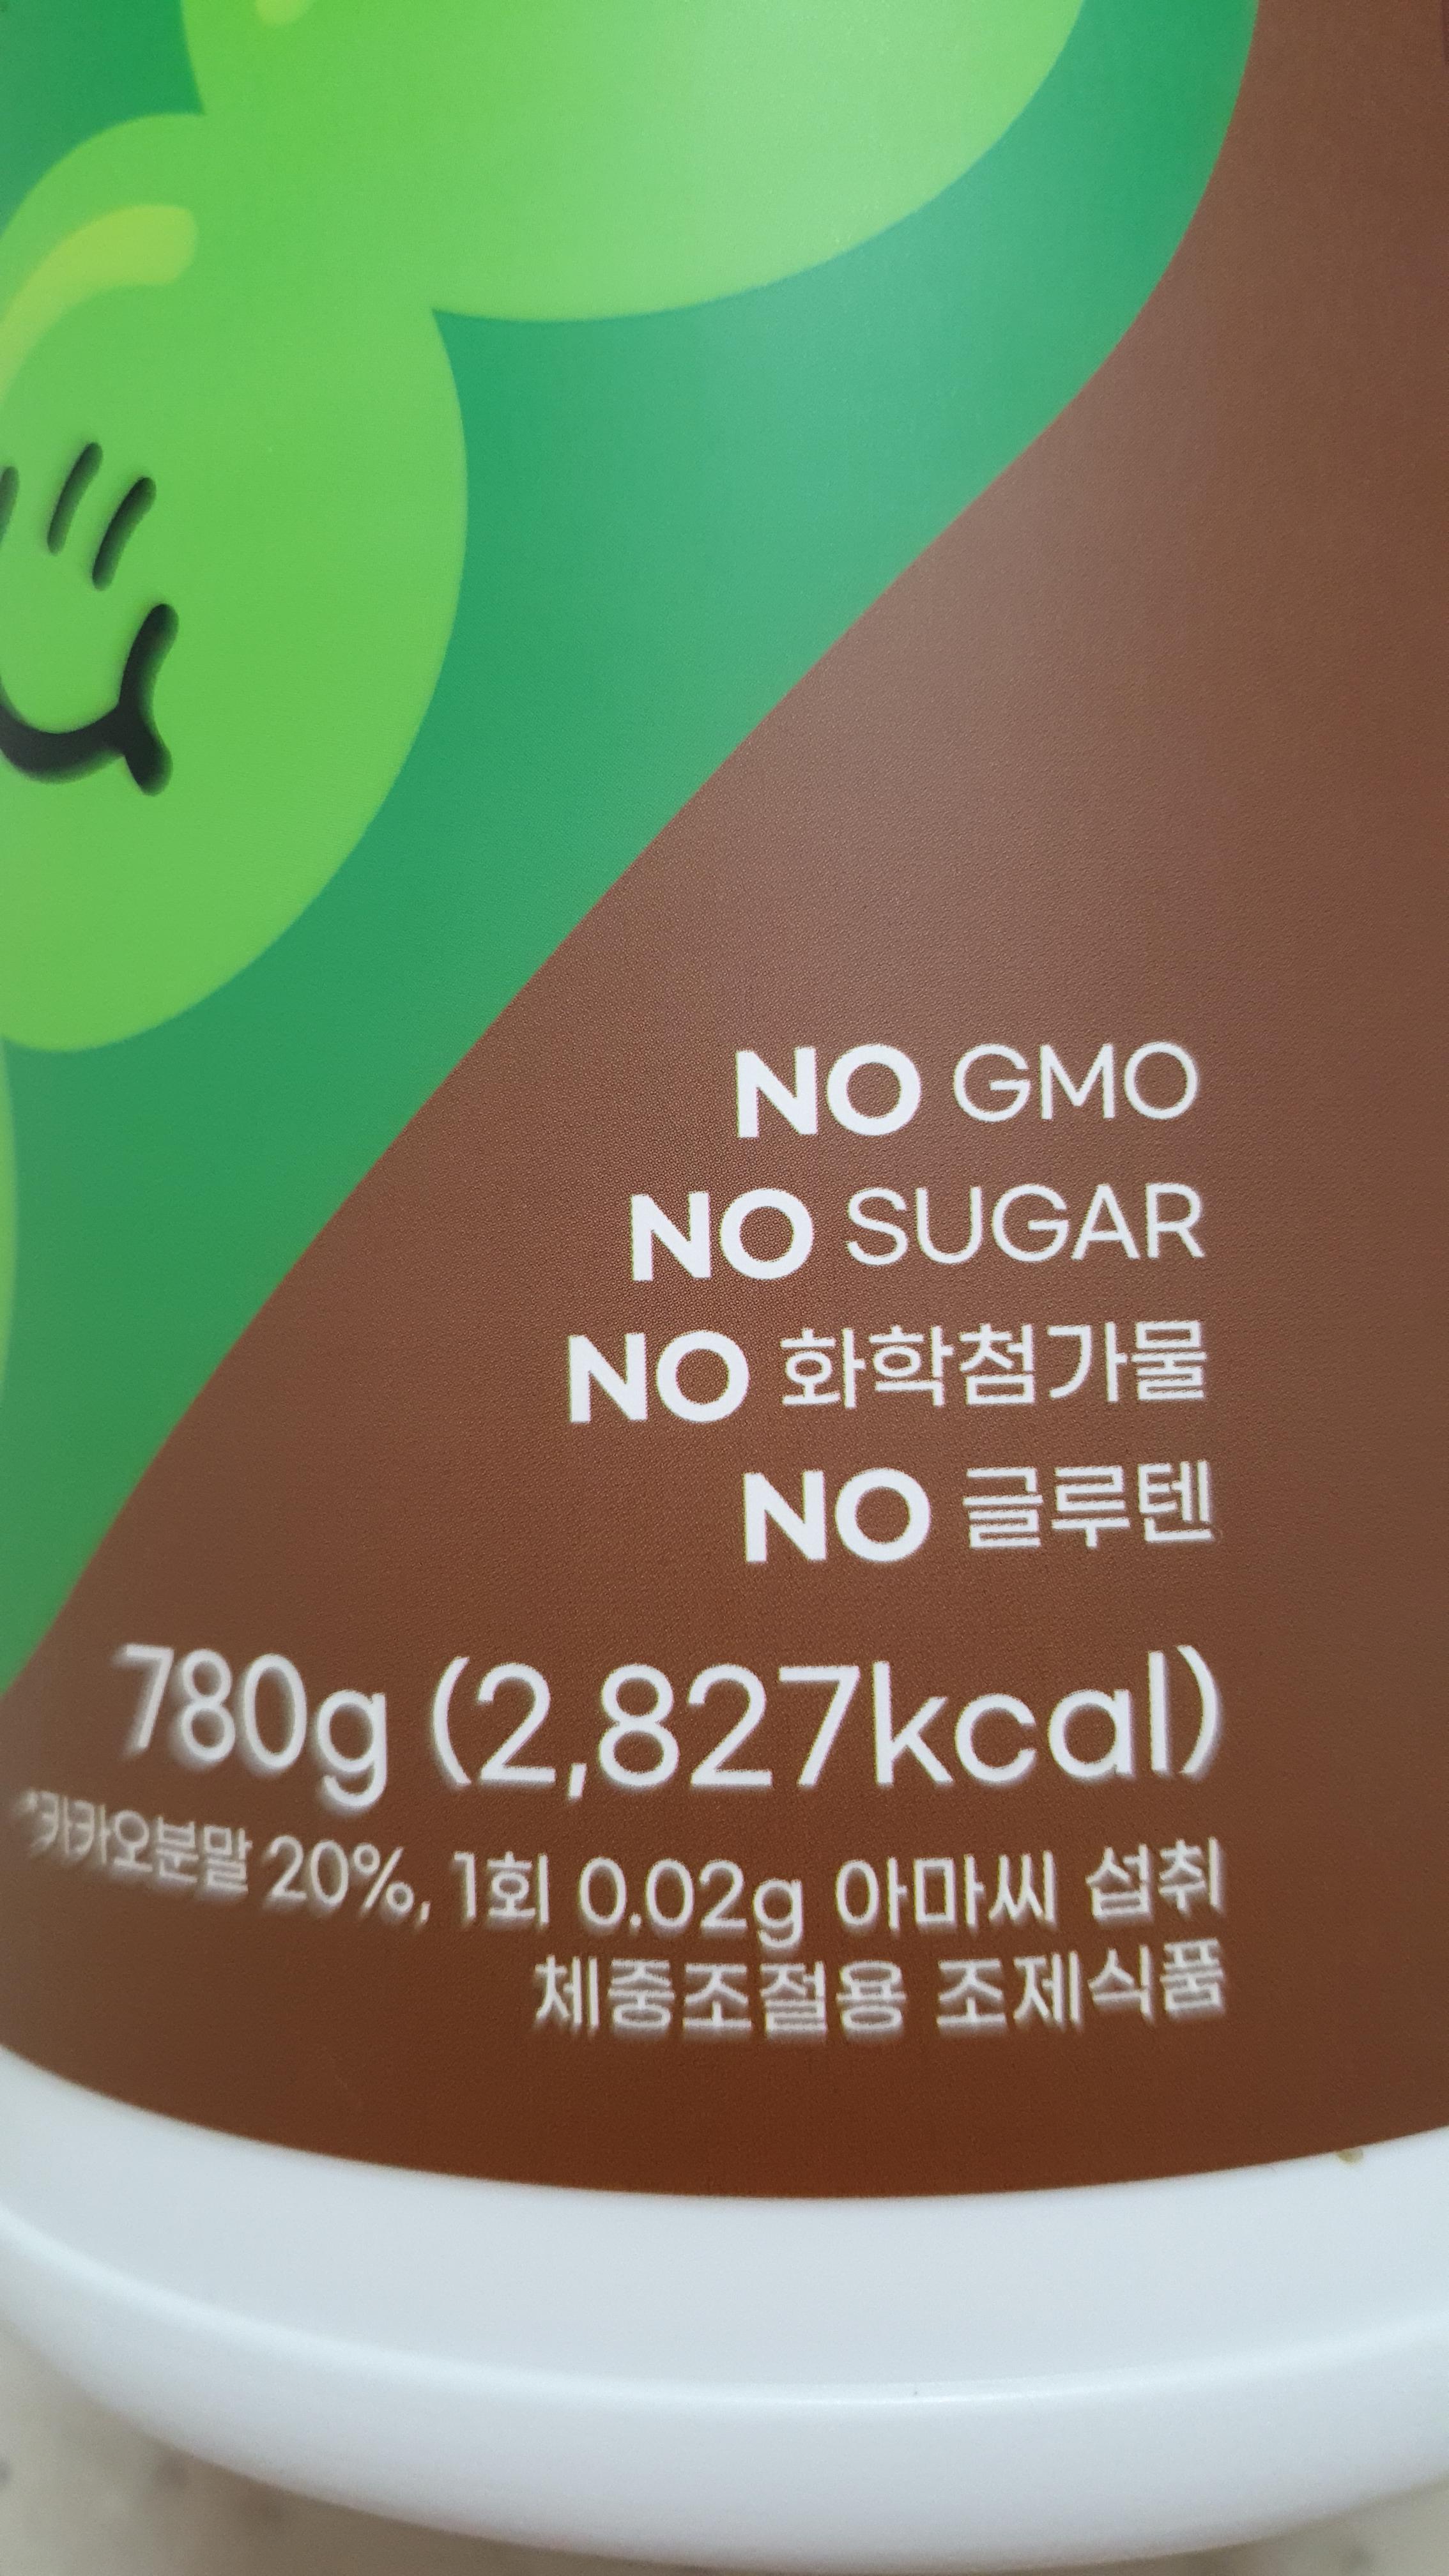 NO GMO
NO SUGAR
NO 화학첨가물
NO 글루텐
780g (2,827kcal)
*카카오분말 20%, 1회 0.02g 아마씨 섭취
체중조절용 조제식품